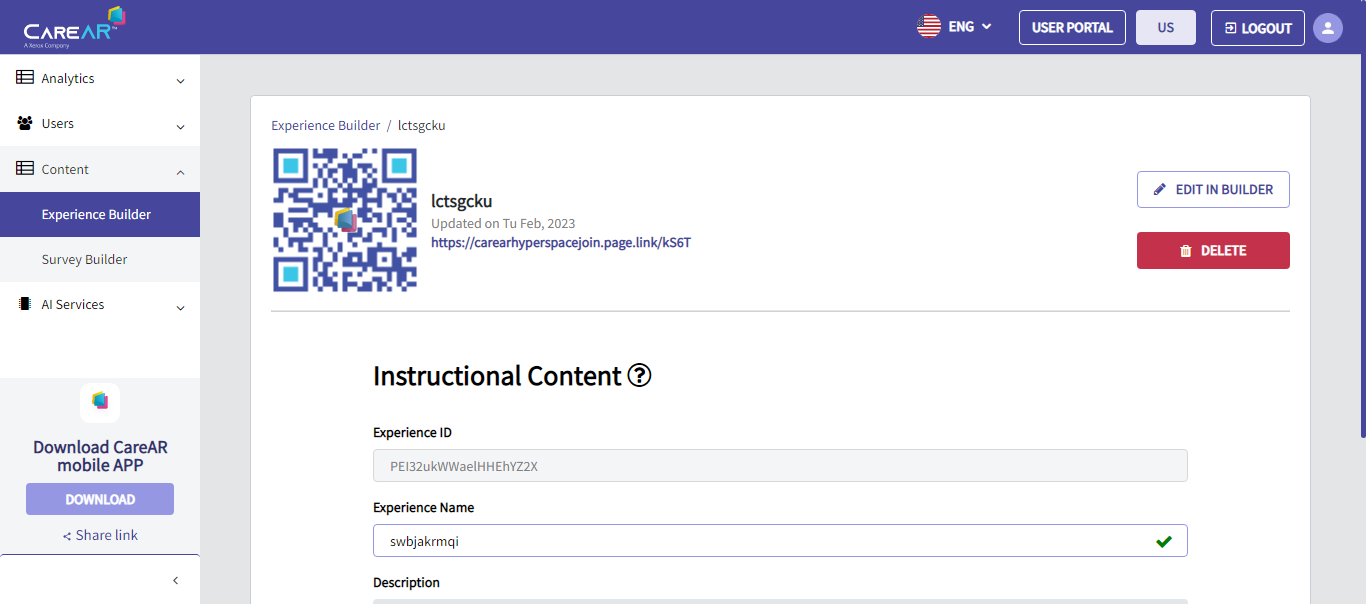 CAREAR™
A Xerox Company
ENG
USER PORTAL
US
LOGOUT
Analytics
Users
Content
Experience Builder
Survey Builder
AI Services
Download CareAR
mobile APP
DOWNLOAD
Share link
Experience Builder / lctsgcku
lctsgcku
Updated on Tu Feb, 2023
https://carearhyperspacejoin.page.link/kS6T
EDIT IN BUILDER
DELETE
Instructional Content
Experience ID
PEI32ukWWaelHHEhYZ2X
Experience Name
swbjakrmqi
Description